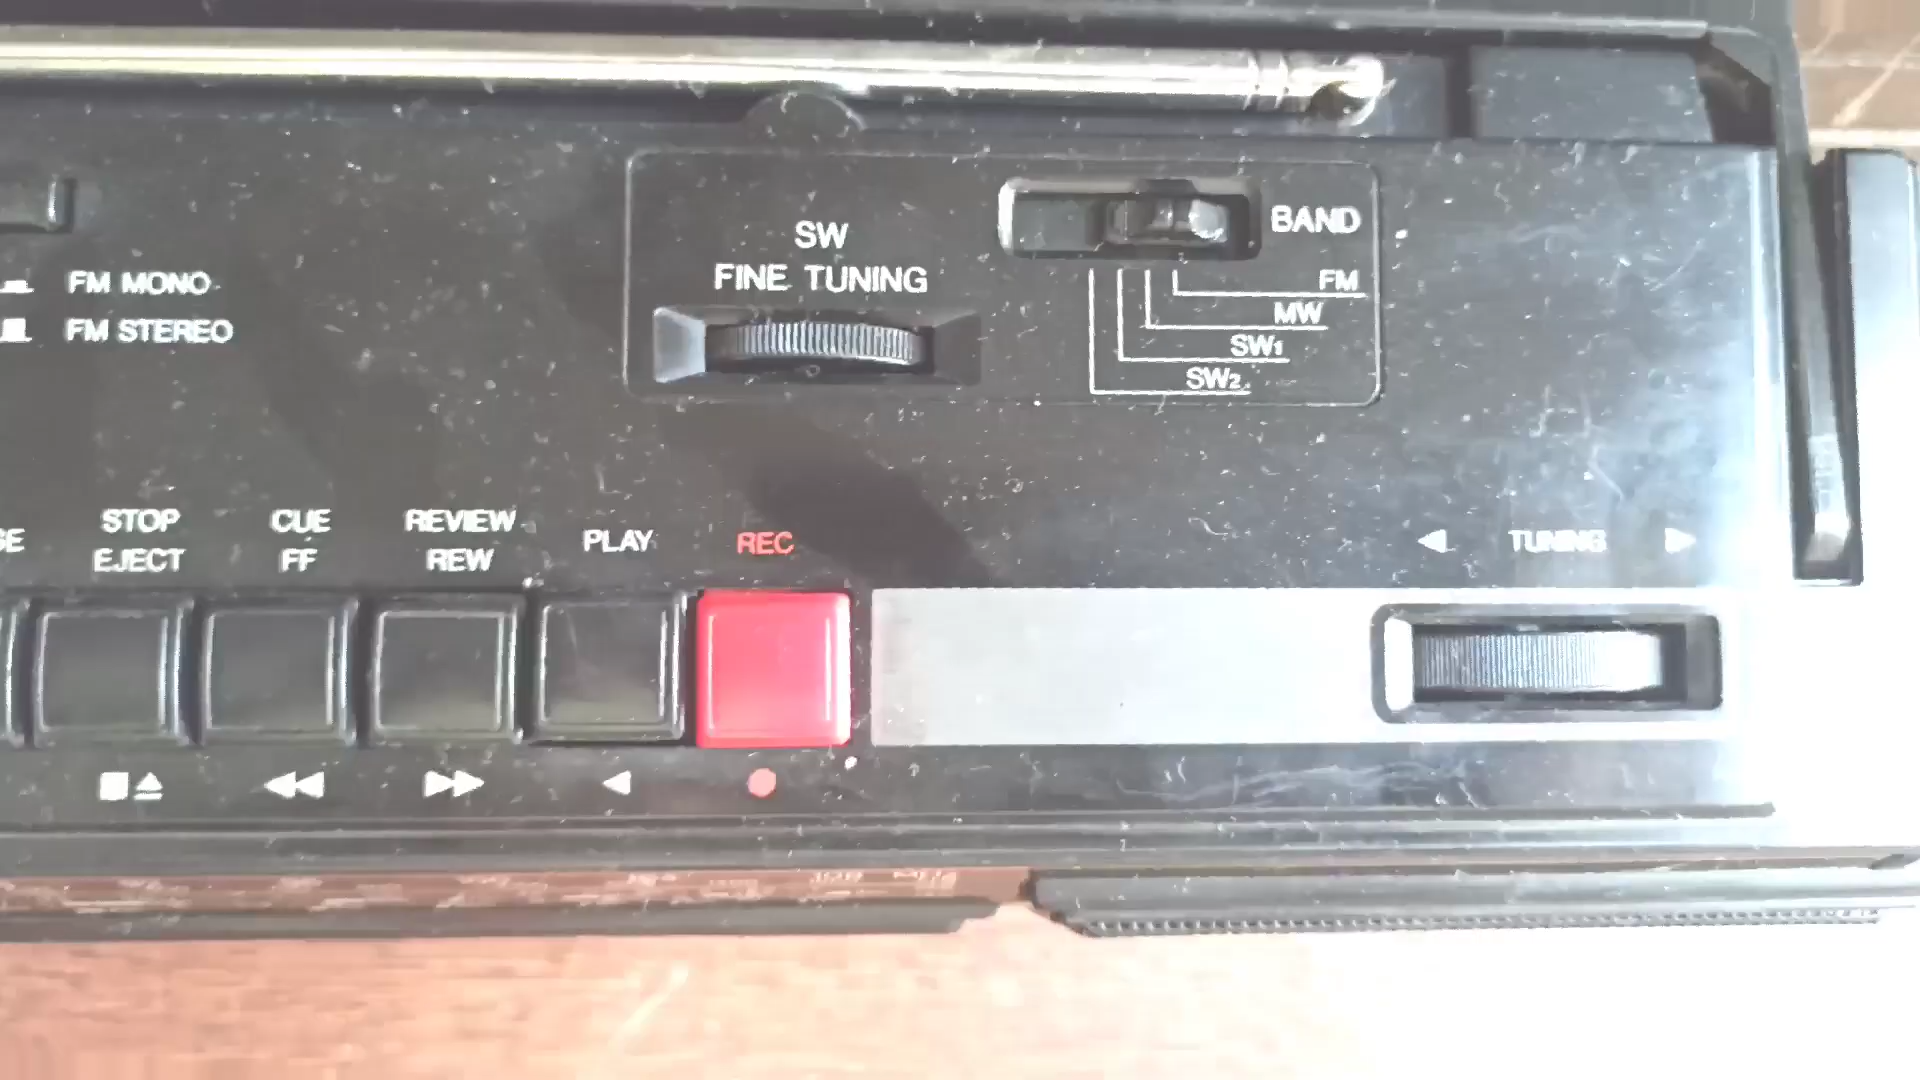 SW
FINE TUNING
BAND
FM
MW
SW1
SW2
FM MONO
FM STEREO
STOP
EJECT
CUE
FF
REVIEW
REW
PLAY
REC
TUNING